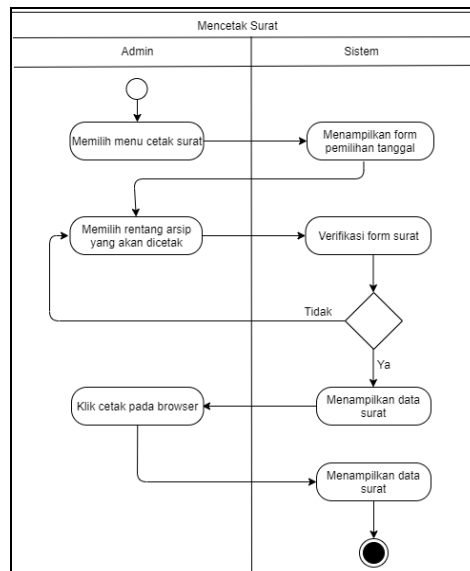 Mencetak Surat
Admin
Sistem
Memilih menu cetak surat
Menampilkan form
pemilihan tanggal
Memilih rentang arsip
yang akan dicetak
Verifikasi form surat
Tidak
Ya
Klik cetak pada browser
Menampilkan data
surat
Menampilkan data
surat